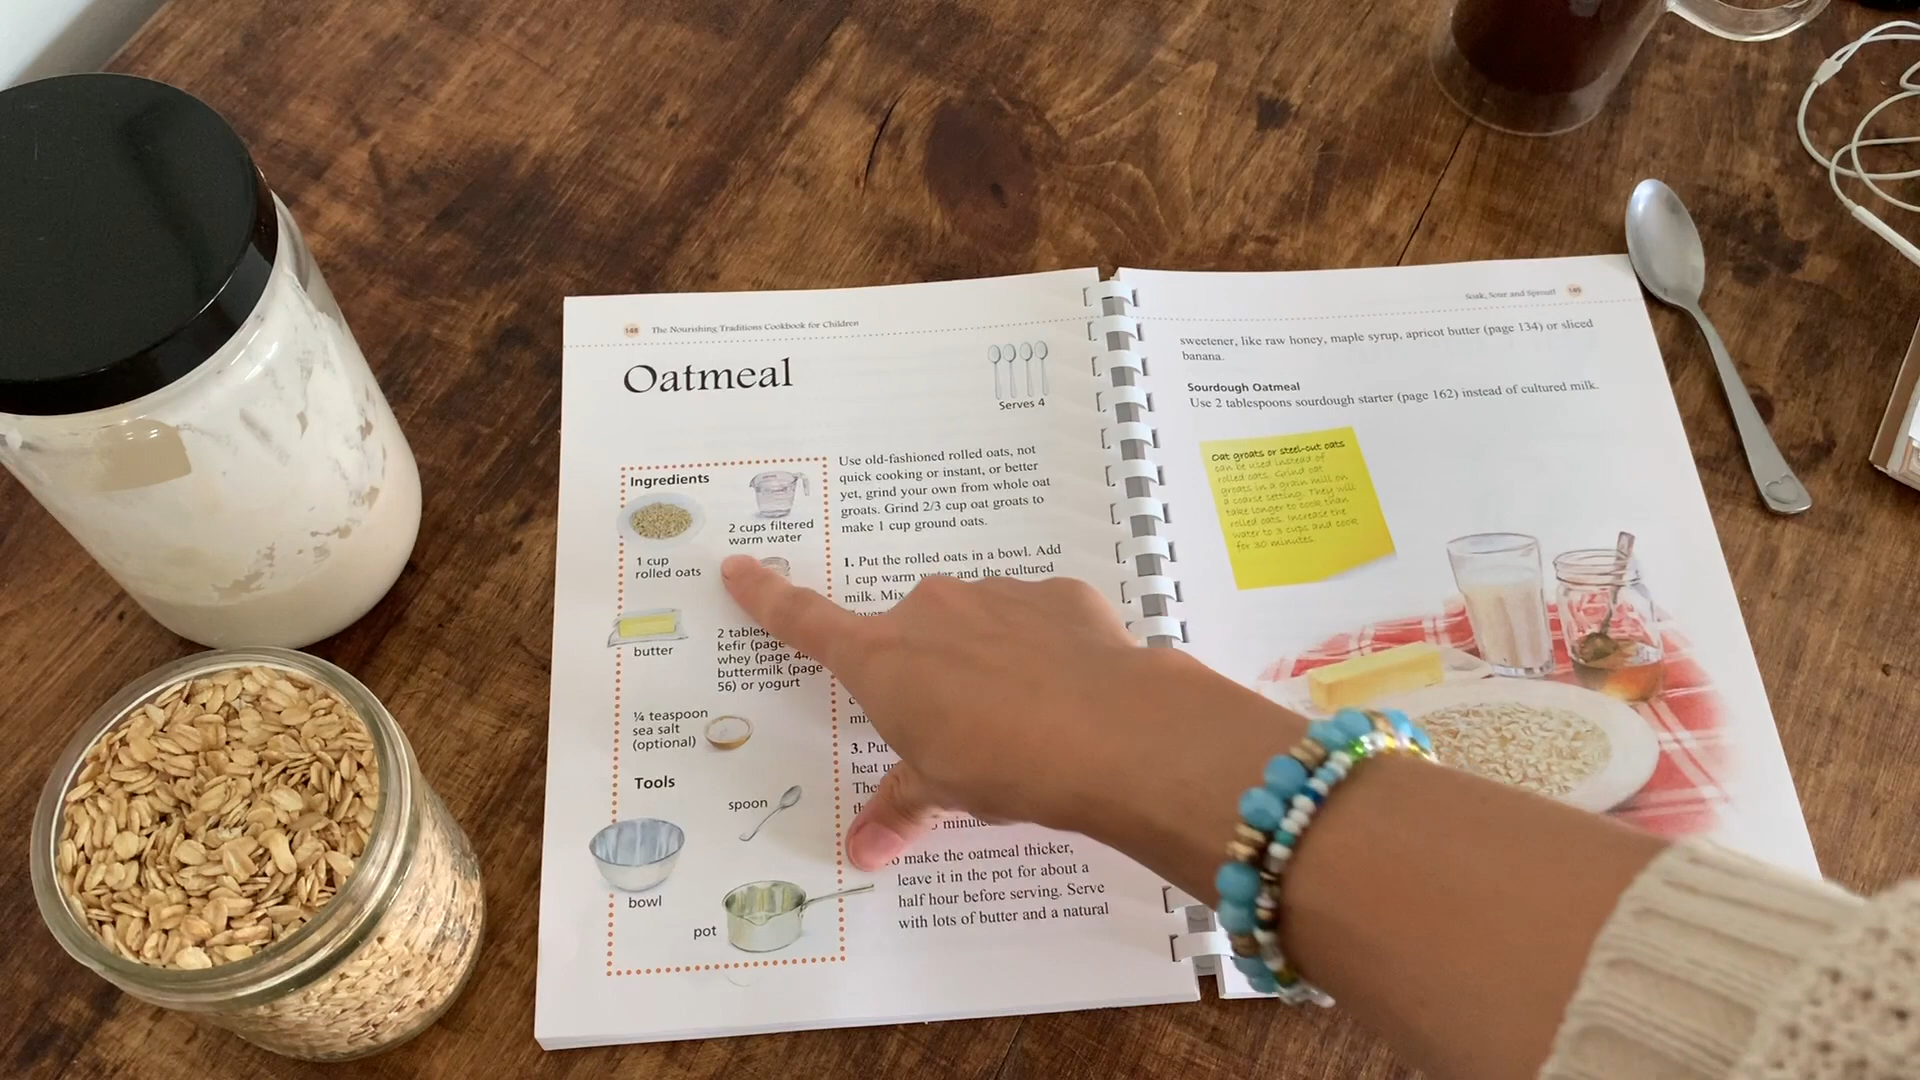 148 The Nourishing Traditions Cookbook for Children
Oatmeal
Serves 4
Ingredients
1 cup
rolled oats
2 cups filtered
warm water
butter
2 tables
kefir (page
whey (page 44,
buttermilk (page
56) or yogurt
¼ teaspoon
sea salt
(optional)
Tools
spoon
bowl
pot
Use old-fashioned rolled oats, not
quick cooking or instant, or better
yet, grind your own from whole oat
groats. Grind 2/3 cup oat groats to
make 1 cup ground oats.
1. Put the rolled oats in a bowl. Add
1 cup warm water and the cultured
milk. Mix
3. Put
heat
minute
o make the oatmeal thicker,
leave it in the pot for about a
half hour before serving. Serve
with lots of butter and a natural
Soak, Sour and Sprout! 149
sweetener, like raw honey, maple syrup, apricot butter (page 134) or sliced
banana.
Sourdough Oatmeal
Use 2 tablespoons sourdough starter (page 162) instead of cultured milk.
Oat groats or steel-cut oats
can be used instead of
rolled oats. Grind oat
groats in a grain mill on
a coarse setting. They will
take longer to cook than
rolled oats. Increase the
water to 3 cups and cook
for 30 minutes.